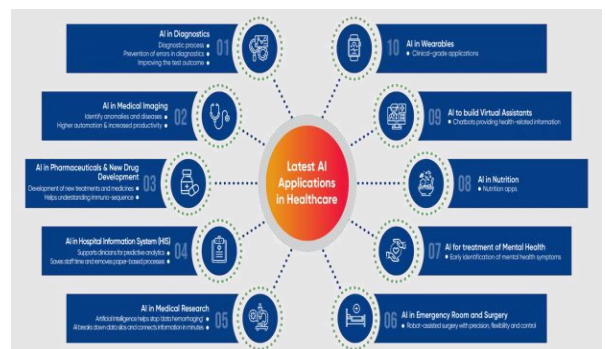 Latest AI
Applications
in Healthcare
01
AI in Diagnostics
Diagnostic process
Prevention of errors in diagnostics
Improving the test outcome
02
AI in Medical Imaging
Identify anomalies and diseases
Higher automation & increased productivity
03
AI in Pharmaceuticals & New Drug
Development
Development of new treatments and medicines
Helps understanding immuno-sequence
04
AI in Hospital Information System (HIS)
Supports clinicians for predictive analytics
Saves staff time and removes paper-based processes
05
AI in Medical Research
Artificial Intelligence helps stop 'data hemorrhaging'
AI breaks down data silos and connects information in minutes
06
AI in Emergency Room and Surgery
Robot-assisted surgery with precision, flexibility and control
07
AI for treatment of Mental Health
Early identification of mental health symptoms
08
AI in Nutrition
Nutrition apps
09
AI to build Virtual Assistants
Chatbots providing health-related information
10
AI in Wearables
Clinical-grade applications